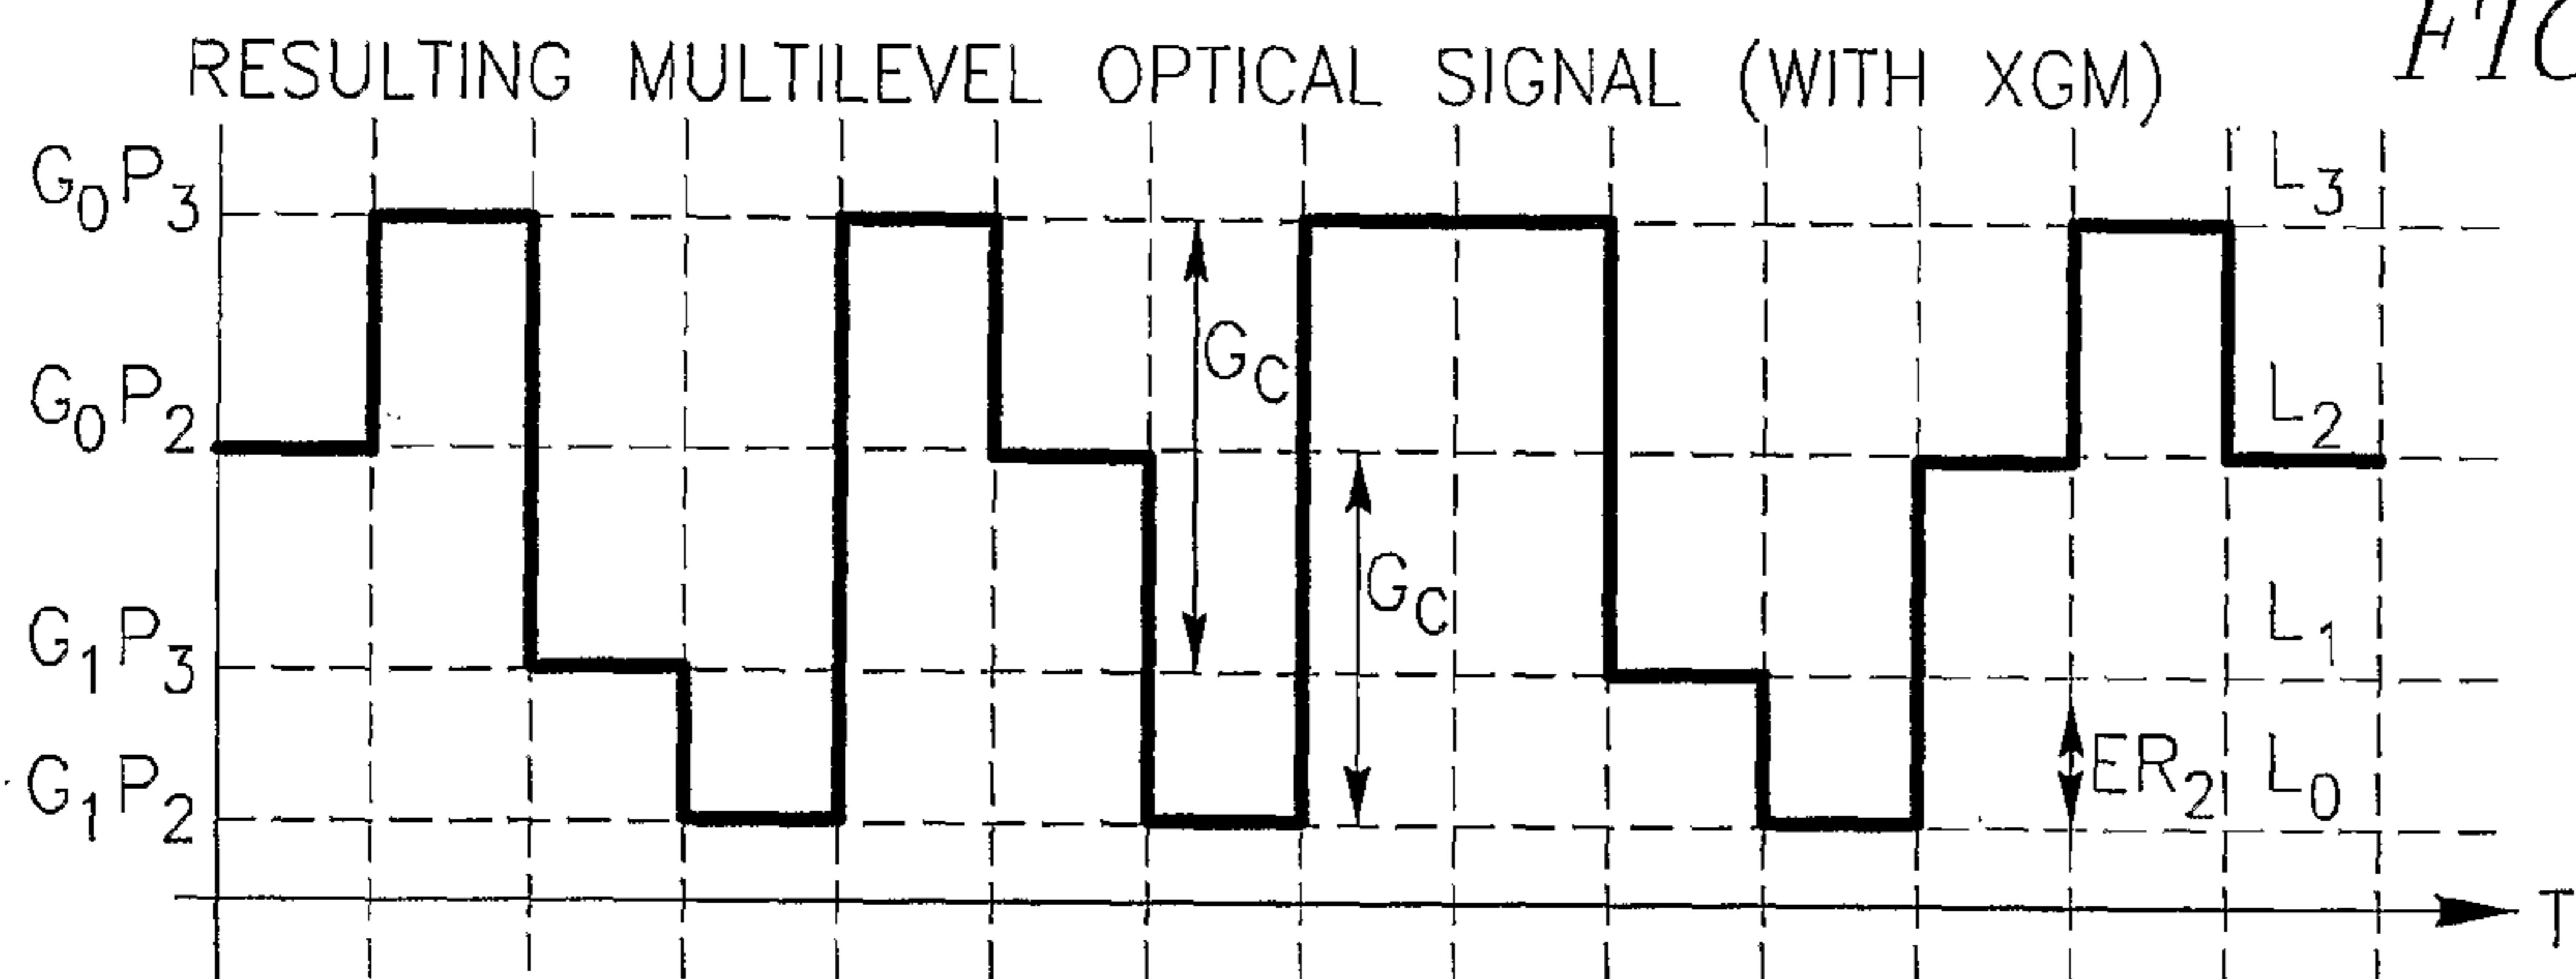 RESULTING MULTILEVEL OPTICAL SIGNAL (WITH XGM)
G0P3
L3
GC
G0P2
L2
GC
G1P3
L1
ER2
G1P2
L0
T